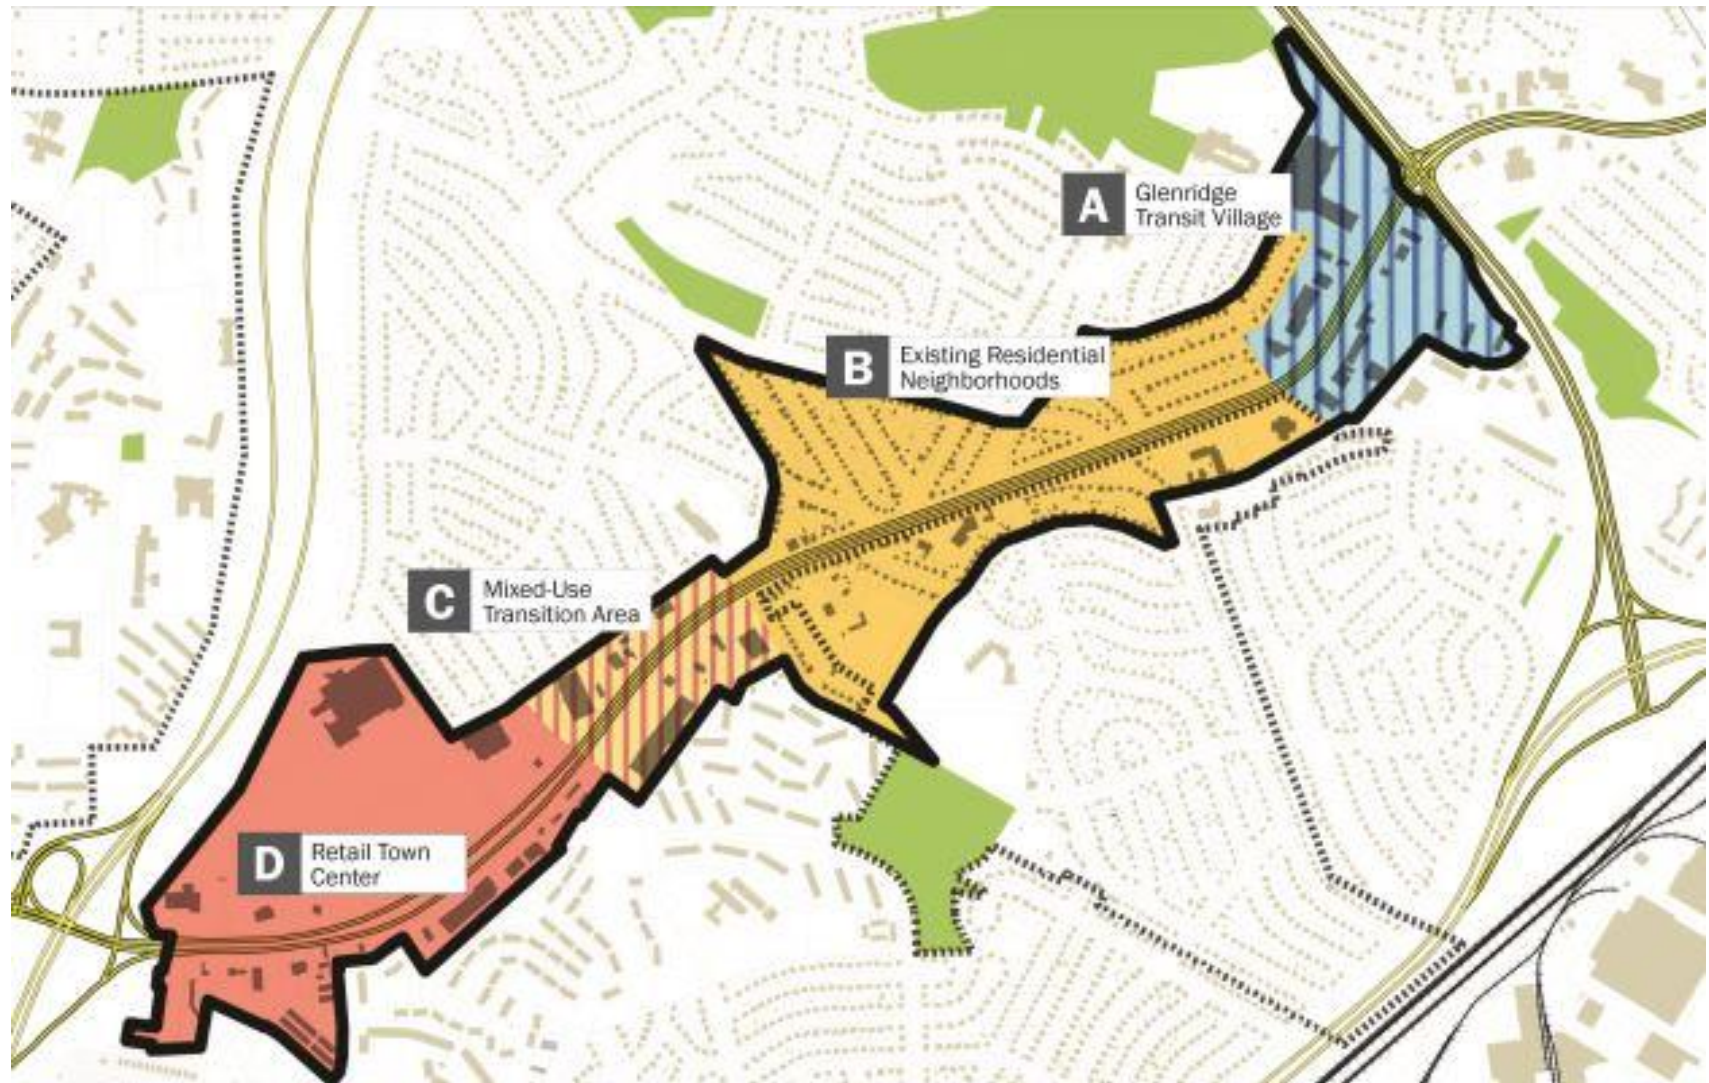 A
Glenridge
Transit Village
B
Existing Residential
Neighborhoods
C
Mixed-Use
Transition Area
D
Retail Town
Center